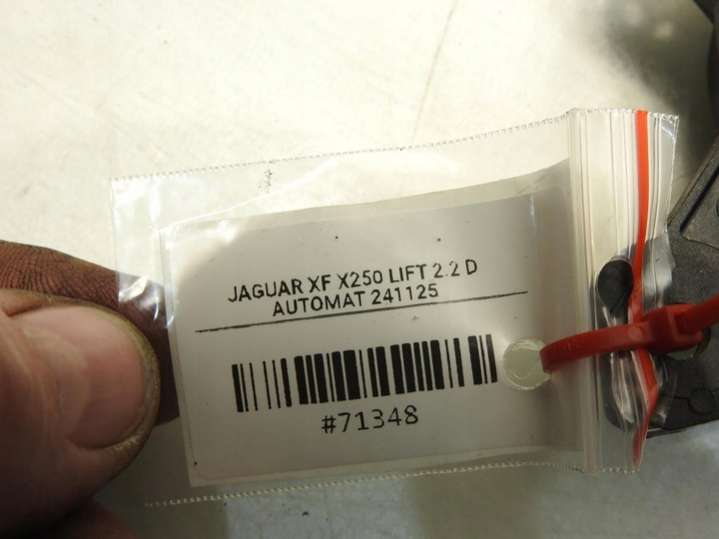 JAGUAR XF X250 LIFT 2.2 D
AUTOMAT 241125
#71348